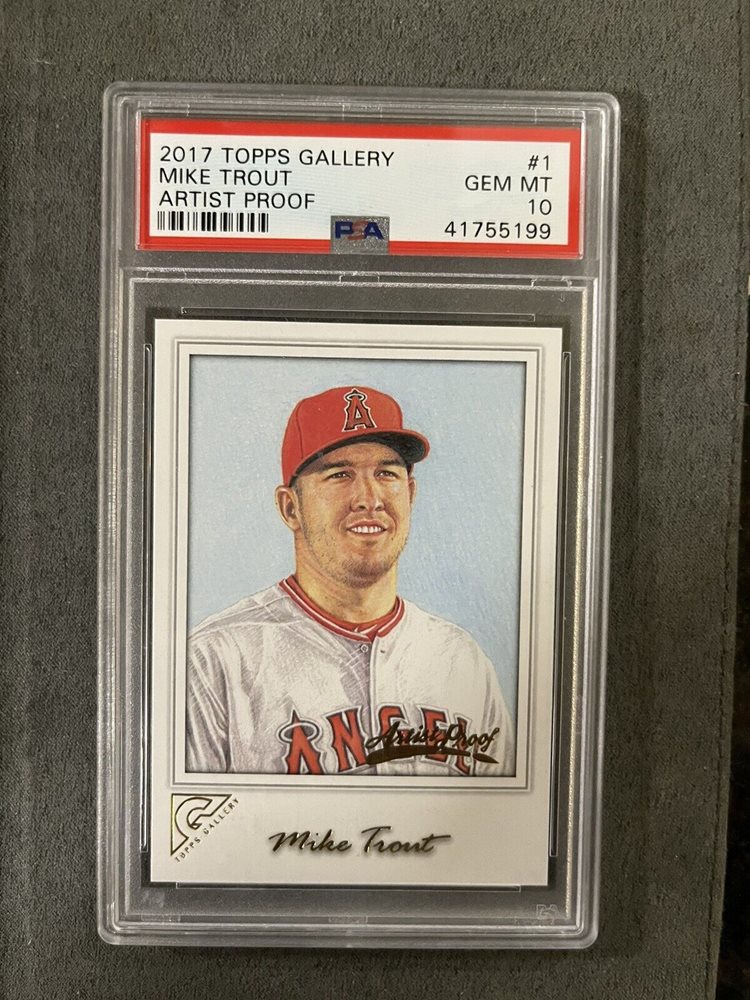 2017 TOPPS GALLERY #1
MIKE TROUT GEM MT
ARTIST PROOF 10
PSA 41755199
A
ANGEL
Artist Proof
TOPPS GALLERY
Mike Trout